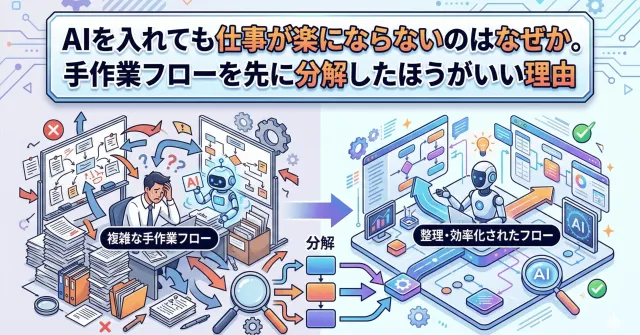 AIを入れても仕事が楽にならないのはなぜか。
手作業フローを先に分解したほうがいい理由
AI
複雑な手作業フロー
分解
整理・効率化されたフロー
AI
AI